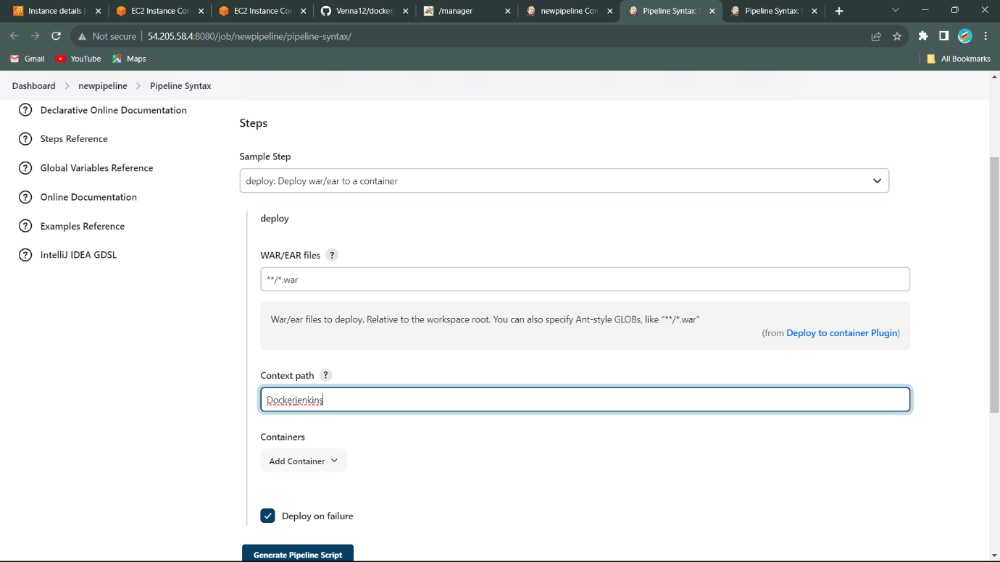 Instance details |
EC2 Instance Con
EC2 Instance Con
Venna12/docker
/manager
newpipeline Con
Pipeline Syntax: S
Pipeline Syntax: S
Not secure
54.205.58.4:8080/job/newpipeline/pipeline-syntax/
Gmail
YouTube
Maps
All Bookmarks
Dashboard
newpipeline
Pipeline Syntax
Declarative Online Documentation
Steps Reference
Global Variables Reference
Online Documentation
Examples Reference
IntelliJ IDEA GDSL
Steps
Sample Step
deploy: Deploy war/ear to a container
deploy
WAR/EAR files ?
**/*.war
War/ear files to deploy. Relative to the workspace root. You can also specify Ant-style GLOBs, like "**/*.war"
(from Deploy to container Plugin)
Context path ?
Dockerjenkins
Containers
Add Container
Deploy on failure
Generate Pipeline Script